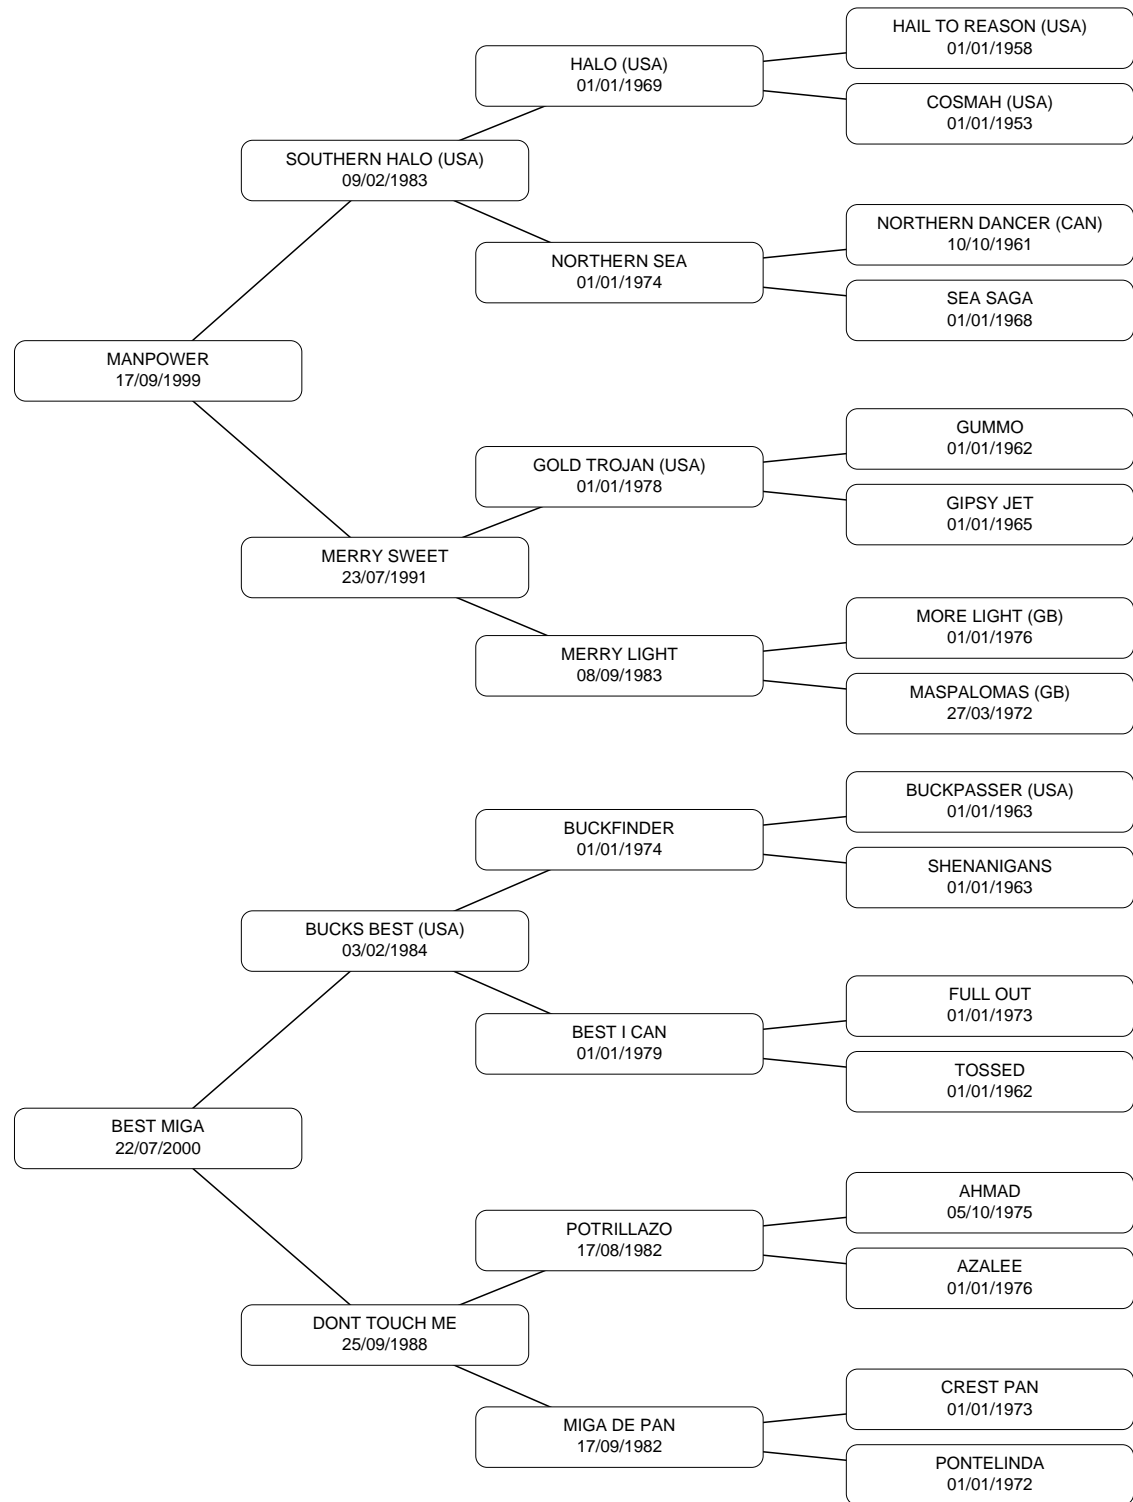 HAIL TO REASON (USA)
01/01/1958
HALO (USA)
01/01/1969
COSMAH (USA)
01/01/1953
SOUTHERN HALO (USA)
09/02/1983
NORTHERN DANCER (CAN)
10/10/1961
NORTHERN SEA
01/01/1974
SEA SAGA
01/01/1968
MANPOWER
17/09/1999
GUMMO
01/01/1962
GOLD TROJAN (USA)
01/01/1978
GIPSY JET
01/01/1965
MERRY SWEET
23/07/1991
MORE LIGHT (GB)
01/01/1976
MERRY LIGHT
08/09/1983
MASPALOMAS (GB)
27/03/1972
BUCKPASSER (USA)
01/01/1963
BUCKFINDER
01/01/1974
SHENANIGANS
01/01/1963
BUCKS BEST (USA)
03/02/1984
FULL OUT
01/01/1973
BEST I CAN
01/01/1979
TOSSED
01/01/1962
BEST MIGA
22/07/2000
AHMAD
05/10/1975
POTRILLAZO
17/08/1982
AZALEE
01/01/1976
DONT TOUCH ME
25/09/1988
CREST PAN
01/01/1973
MIGA DE PAN
17/09/1982
PONTELINDA
01/01/1972